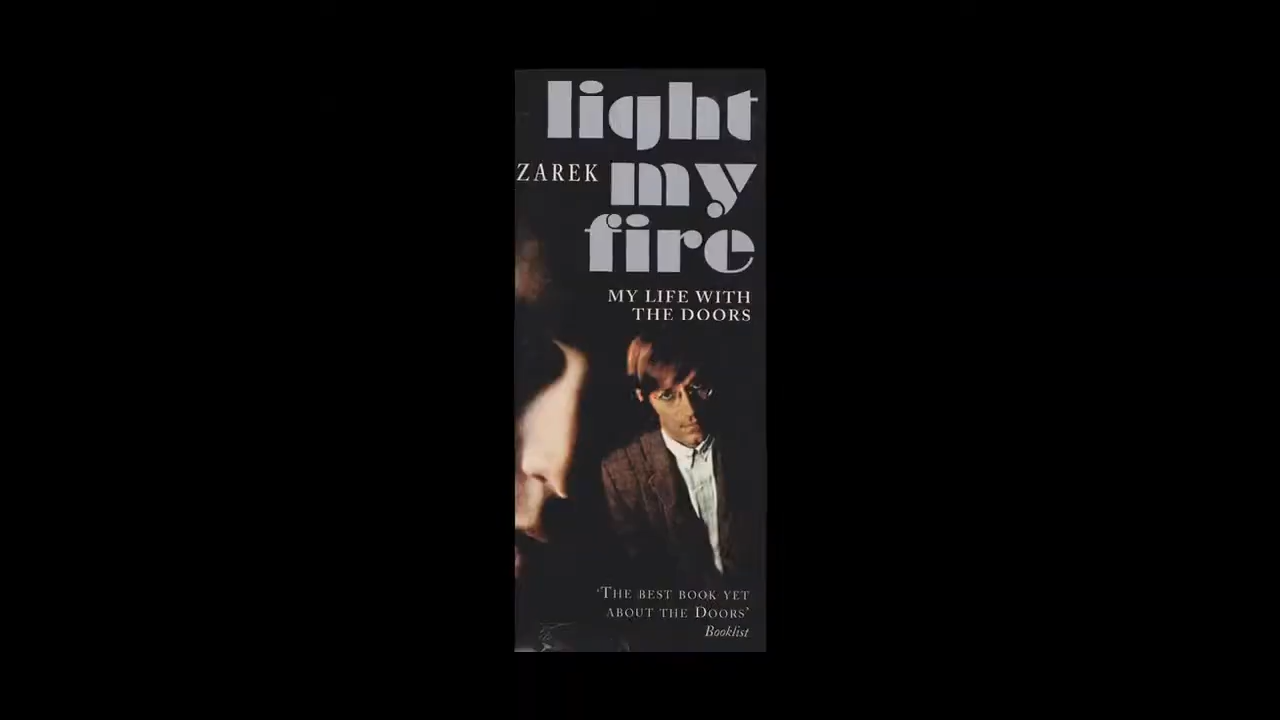 light
ZAREK my
fire
MY LIFE WITH
THE DOORS
‘THE BEST BOOK YET
ABOUT THE DOORS’
Booklist